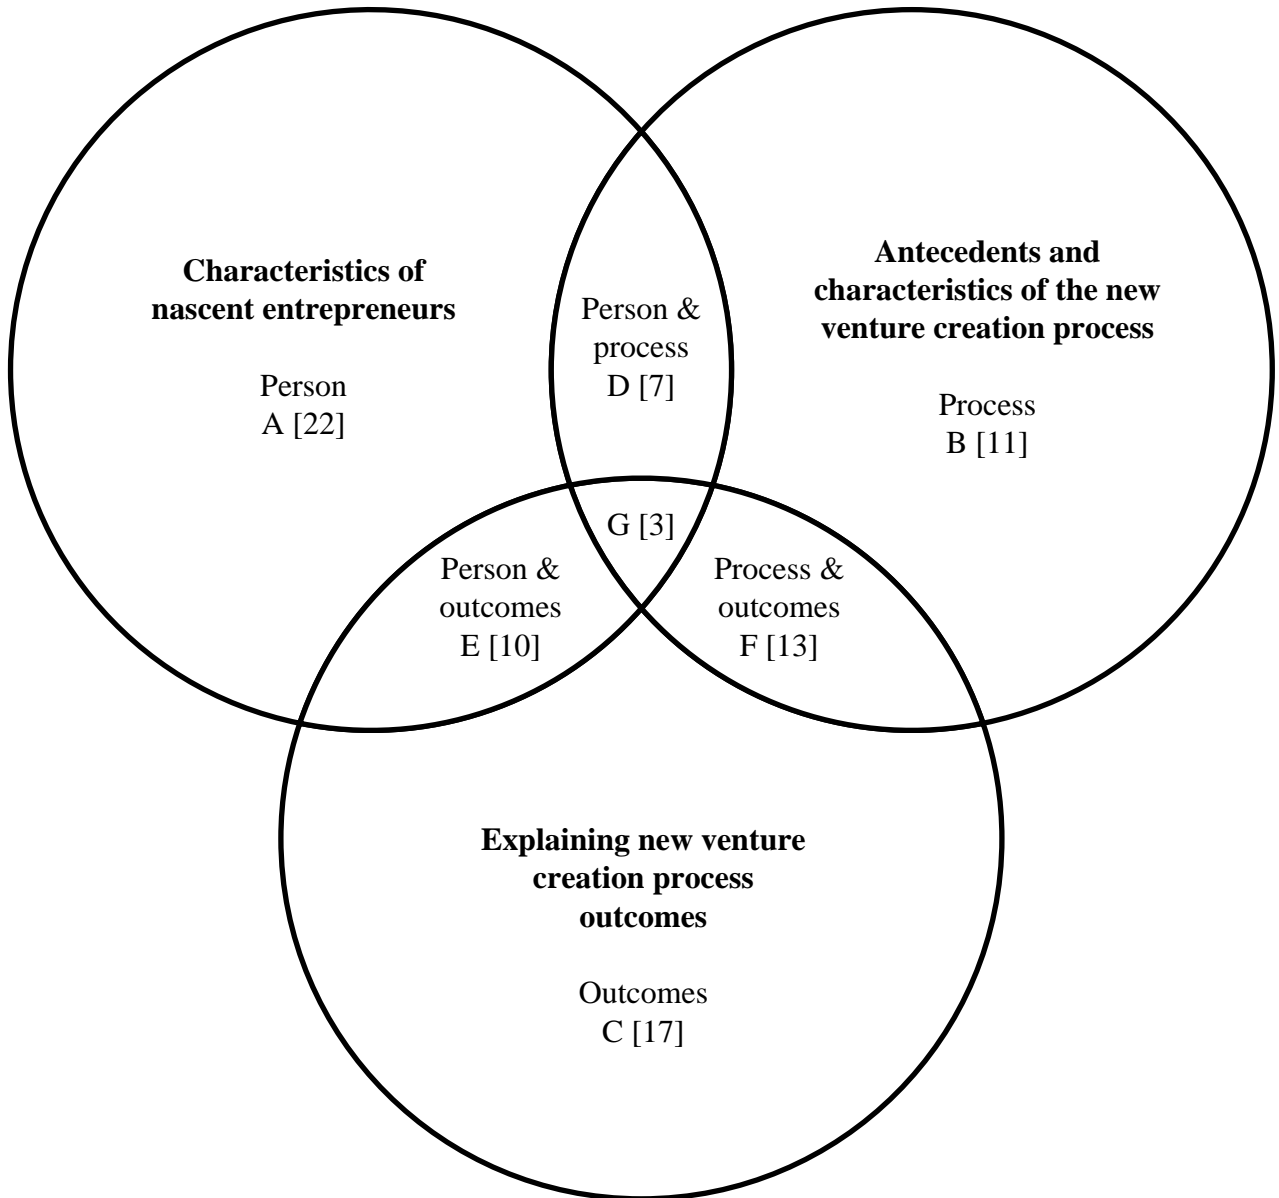 Characteristics of
nascent entrepreneurs
Person
A [22]
Antecedents and
characteristics of the new
venture creation process
Process
B [11]
Person &
process
D [7]
G [3]
Person &
outcomes
E [10]
Process &
outcomes
F [13]
Explaining new venture
creation process
outcomes
Outcomes
C [17]